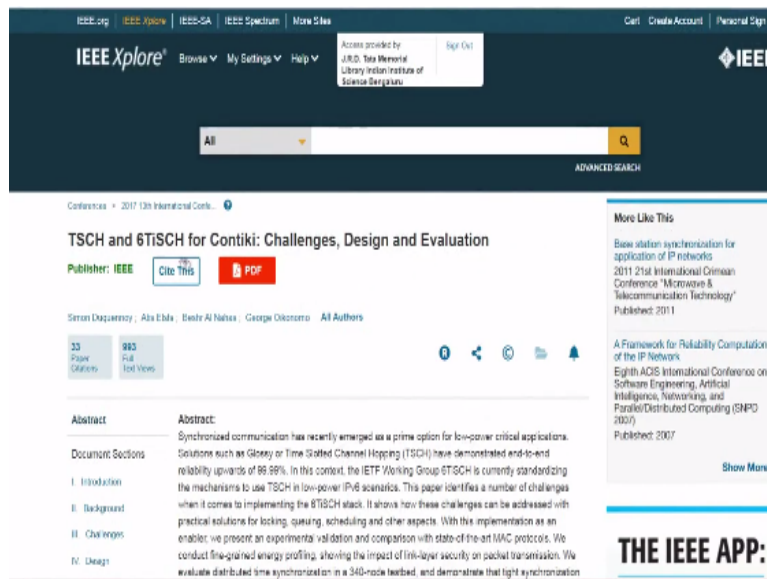 IEEE.org | IEEE Xplore | IEEE-SA | IEEE Spectrum | More Sites
Cart Create Account | Personal Sign
IEEE Xplore® Browse My Settings Help
Access provided by:
J.R.D. Tata Memorial
Library Indian Institute of
Science Bengaluru
Sign Out
IEEE
All
ADVANCED SEARCH
Conferences > 2017 13th International Confe...
TSCH and 6TiSCH for Contiki: Challenges, Design and Evaluation
Publisher: IEEE
Cite This
PDF
Simon Duquennoy ; Atis Elsts ; Beshr Al Nahas ; George Oikonomo All Authors
33
Paper
Citations
993
Full
Text Views
Abstract
Document Sections
I. Introduction
II. Background
III. Challenges
IV. Design
Abstract:
Synchronized communication has recently emerged as a prime option for low-power critical applications.
Solutions such as Glossy or Time Slotted Channel Hopping (TSCH) have demonstrated end-to-end
reliability upwards of 99.99%. In this context, the IETF Working Group 6TiSCH is currently standardizing
the mechanisms to use TSCH in low-power IPv6 scenarios. This paper identifies a number of challenges
when it comes to implementing the 6TiSCH stack. It shows how these challenges can be addressed with
practical solutions for locking, queuing, scheduling and other aspects. With this implementation as an
enabler, we present an experimental validation and comparison with state-of-the-art MAC protocols. We
conduct fine-grained energy profiling, showing the impact of link-layer security on packet transmission. We
evaluate distributed time synchronization in a 340-node testbed, and demonstrate that tight synchronization
More Like This
Base station synchronization for
application of IP networks
2011 21st International Crimean
Conference "Microwave &
Telecommunication Technology"
Published: 2011
A Framework for Reliability Computation
of the IP Network
Eighth ACIS International Conference on
Software Engineering, Artificial
Intelligence, Networking, and
Parallel/Distributed Computing (SNPD
2007)
Published: 2007
Show More
THE IEEE APP: